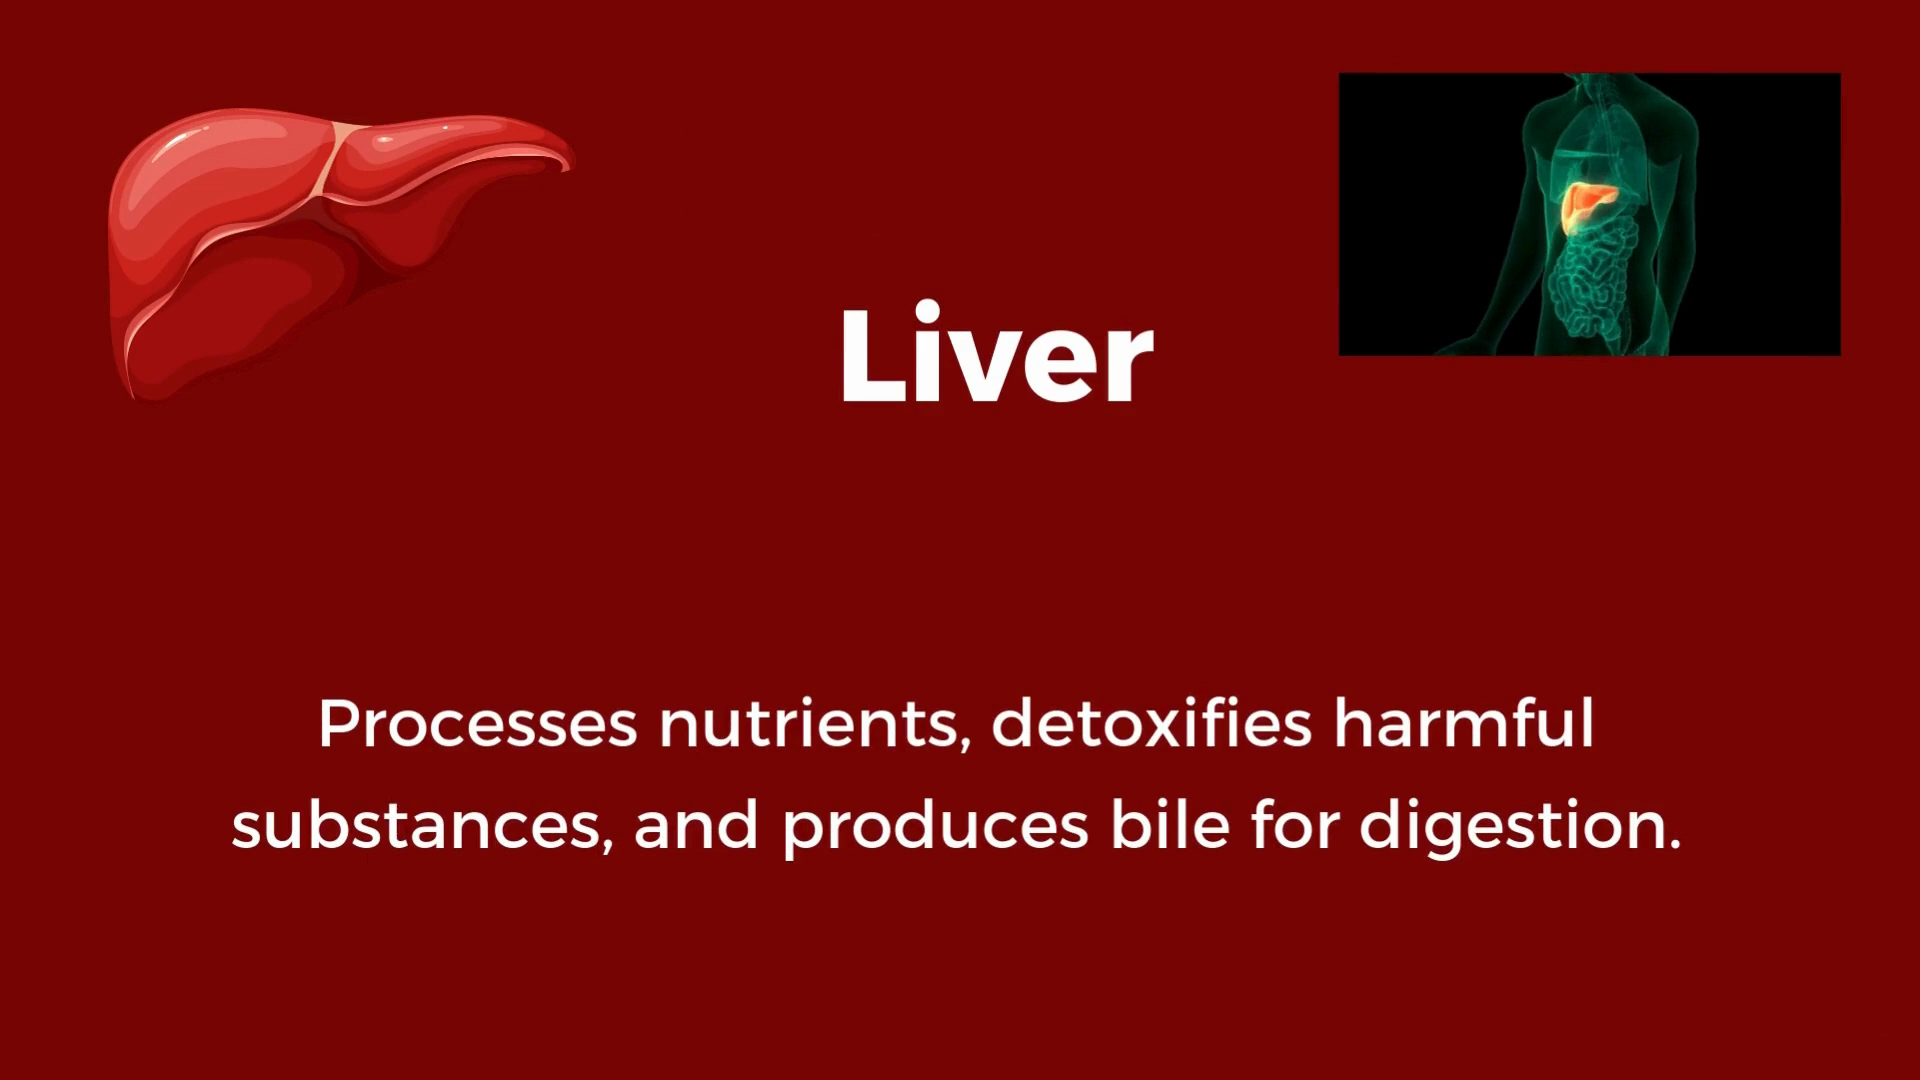 Liver
Processes nutrients, detoxifies harmful
substances, and produces bile for digestion.